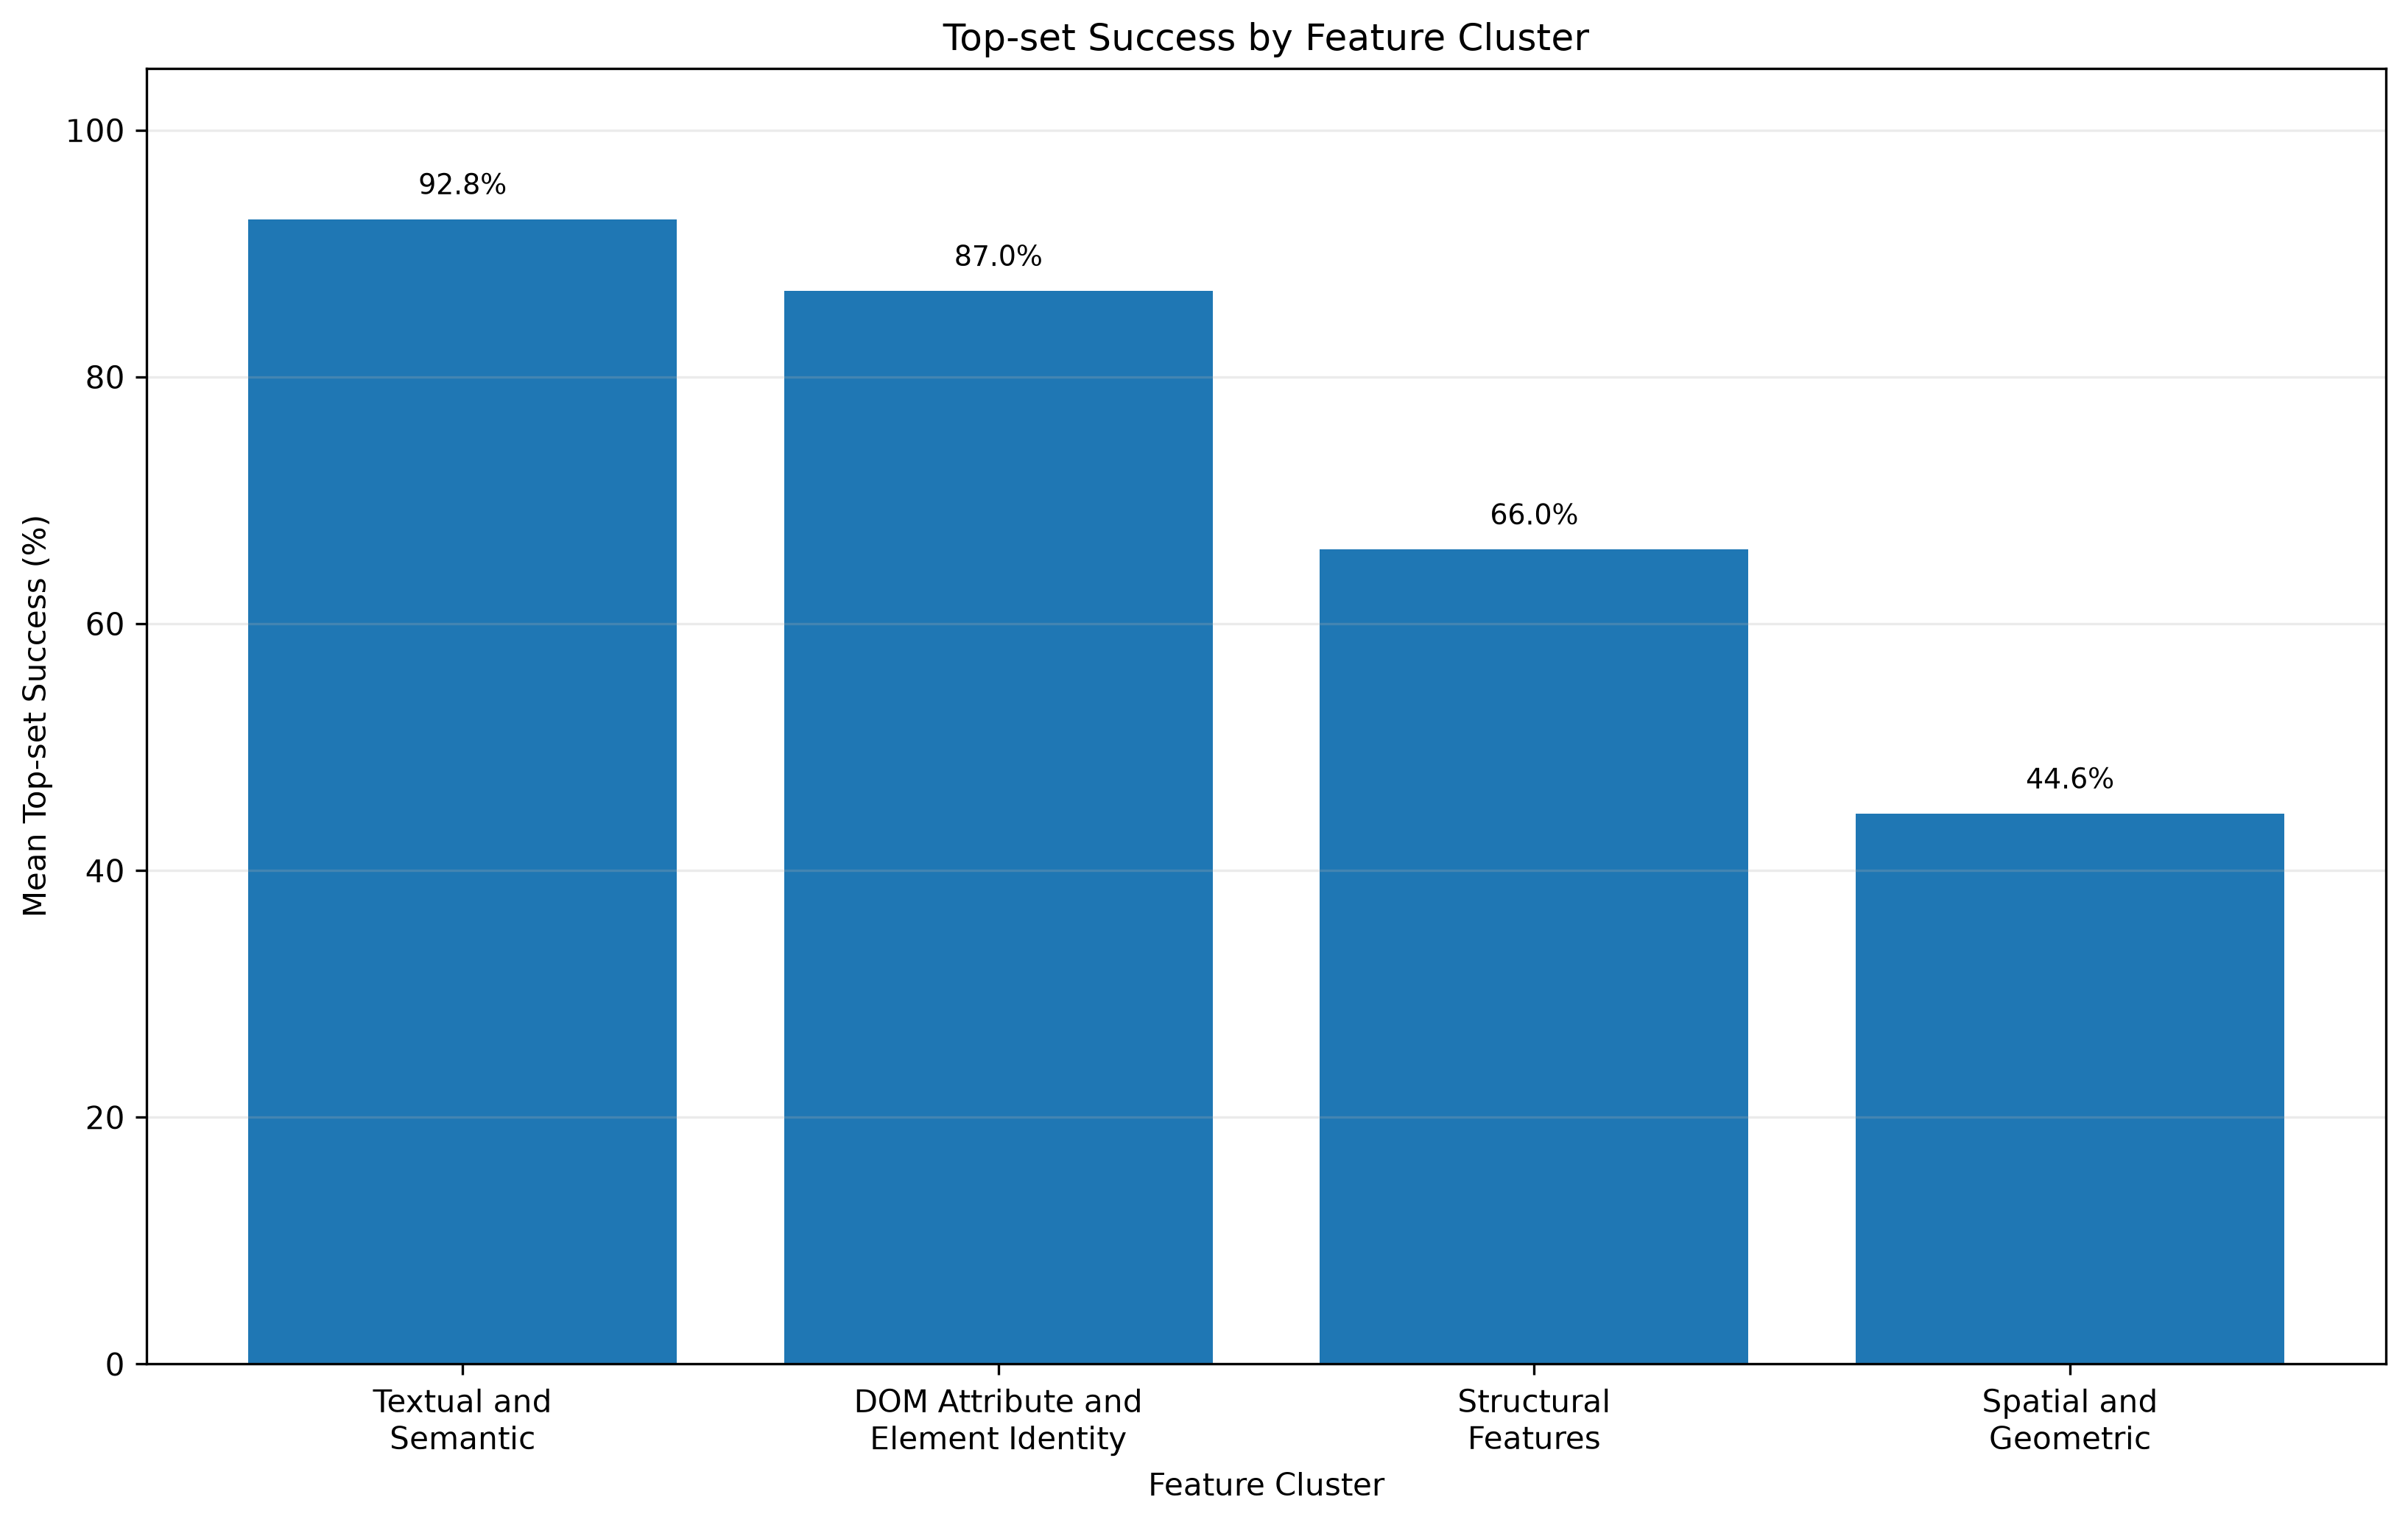 Top-set Success by Feature Cluster
Mean Top-set Success (%)
100
80
60
40
20
0
92.8%
87.0%
66.0%
44.6%
Textual and
Semantic
DOM Attribute and
Element Identity
Structural
Features
Spatial and
Geometric
Feature Cluster